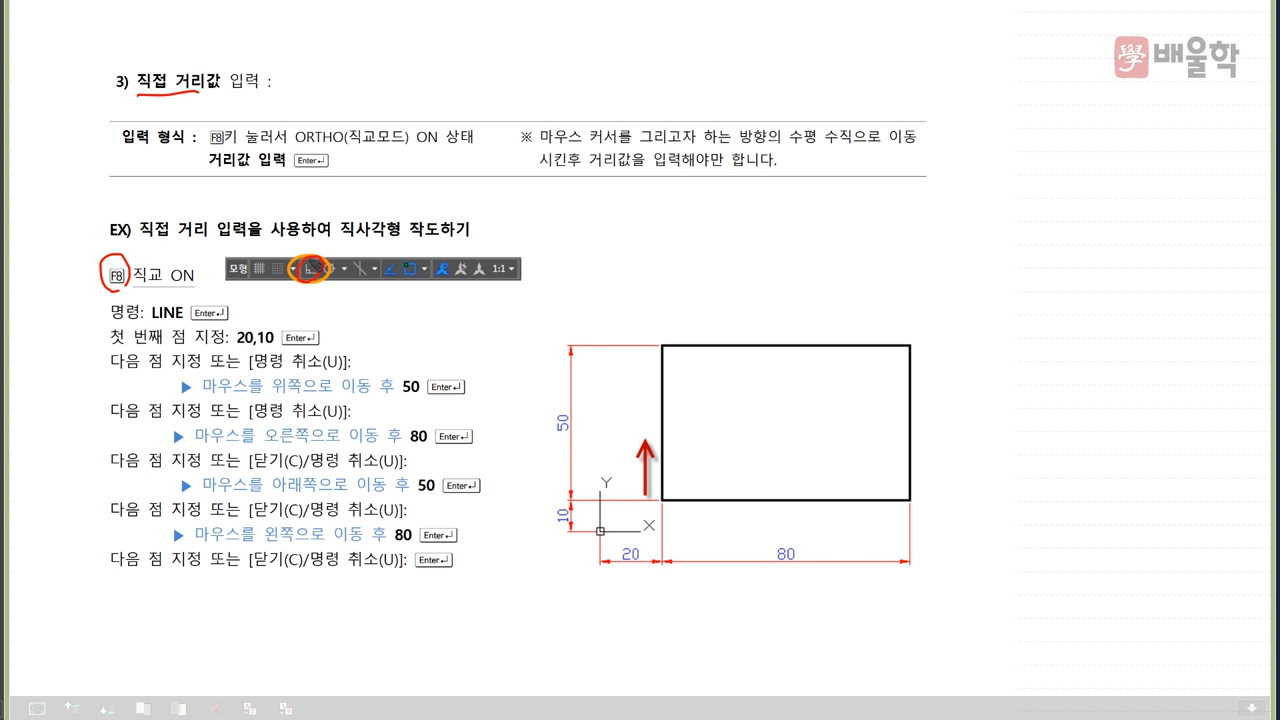 學 배울학
3) 직접 거리값 입력 :
입력 형식 : F8키 눌러서 ORTHO(직교모드) ON 상태
거리값 입력 Enter↵
※ 마우스 커서를 그리고자 하는 방향의 수평 수직으로 이동
시킨후 거리값을 입력해야만 합니다.
EX) 직접 거리 입력을 사용하여 직사각형 작도하기
F8 직교 ON
모형 1:1
명령: LINE Enter↵
첫 번째 점 지정: 20,10 Enter↵
다음 점 지정 또는 [명령 취소(U)]:
▶ 마우스를 위쪽으로 이동 후 50 Enter↵
다음 점 지정 또는 [명령 취소(U)]:
▶ 마우스를 오른쪽으로 이동 후 80 Enter↵
다음 점 지정 또는 [닫기(C)/명령 취소(U)]:
▶ 마우스를 아래쪽으로 이동 후 50 Enter↵
다음 점 지정 또는 [닫기(C)/명령 취소(U)]:
▶ 마우스를 왼쪽으로 이동 후 80 Enter↵
다음 점 지정 또는 [닫기(C)/명령 취소(U)]: Enter↵
50
10
Y
X
20
80